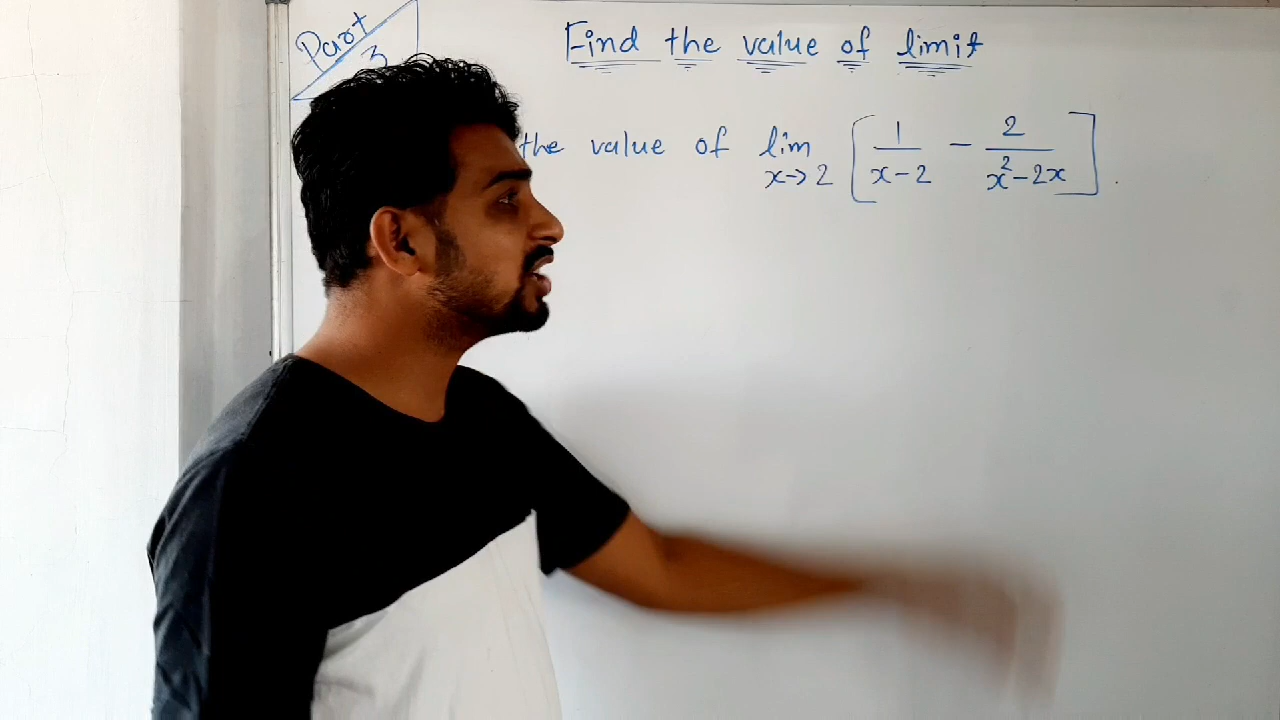 Part
3
Find the value of limit
the value of lim x→2 [ 1/(x-2) - 2/(x²-2x) ].